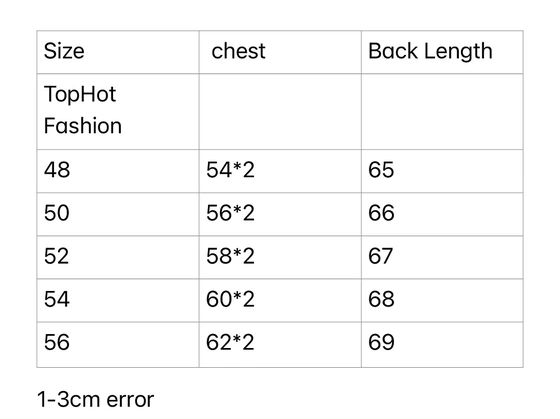 Size chest Back Length
TopHot
Fashion
48 54*2 65
50 56*2 66
52 58*2 67
54 60*2 68
56 62*2 69
1-3cm error